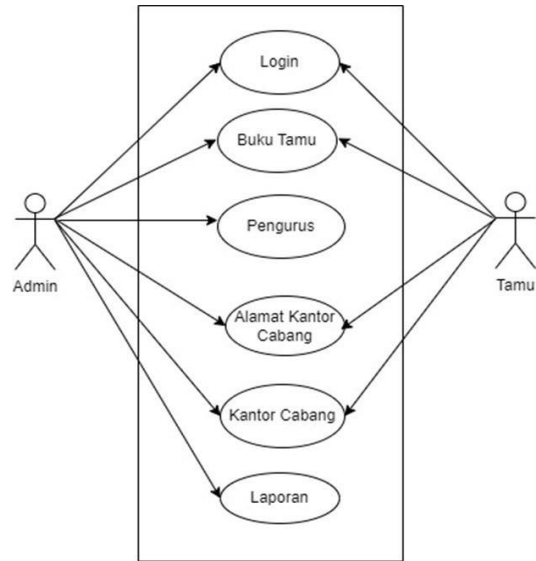 Login
Buku Tamu
Pengurus
Admin
Tamu
Alamat Kantor
Cabang
Kantor Cabang
Laporan